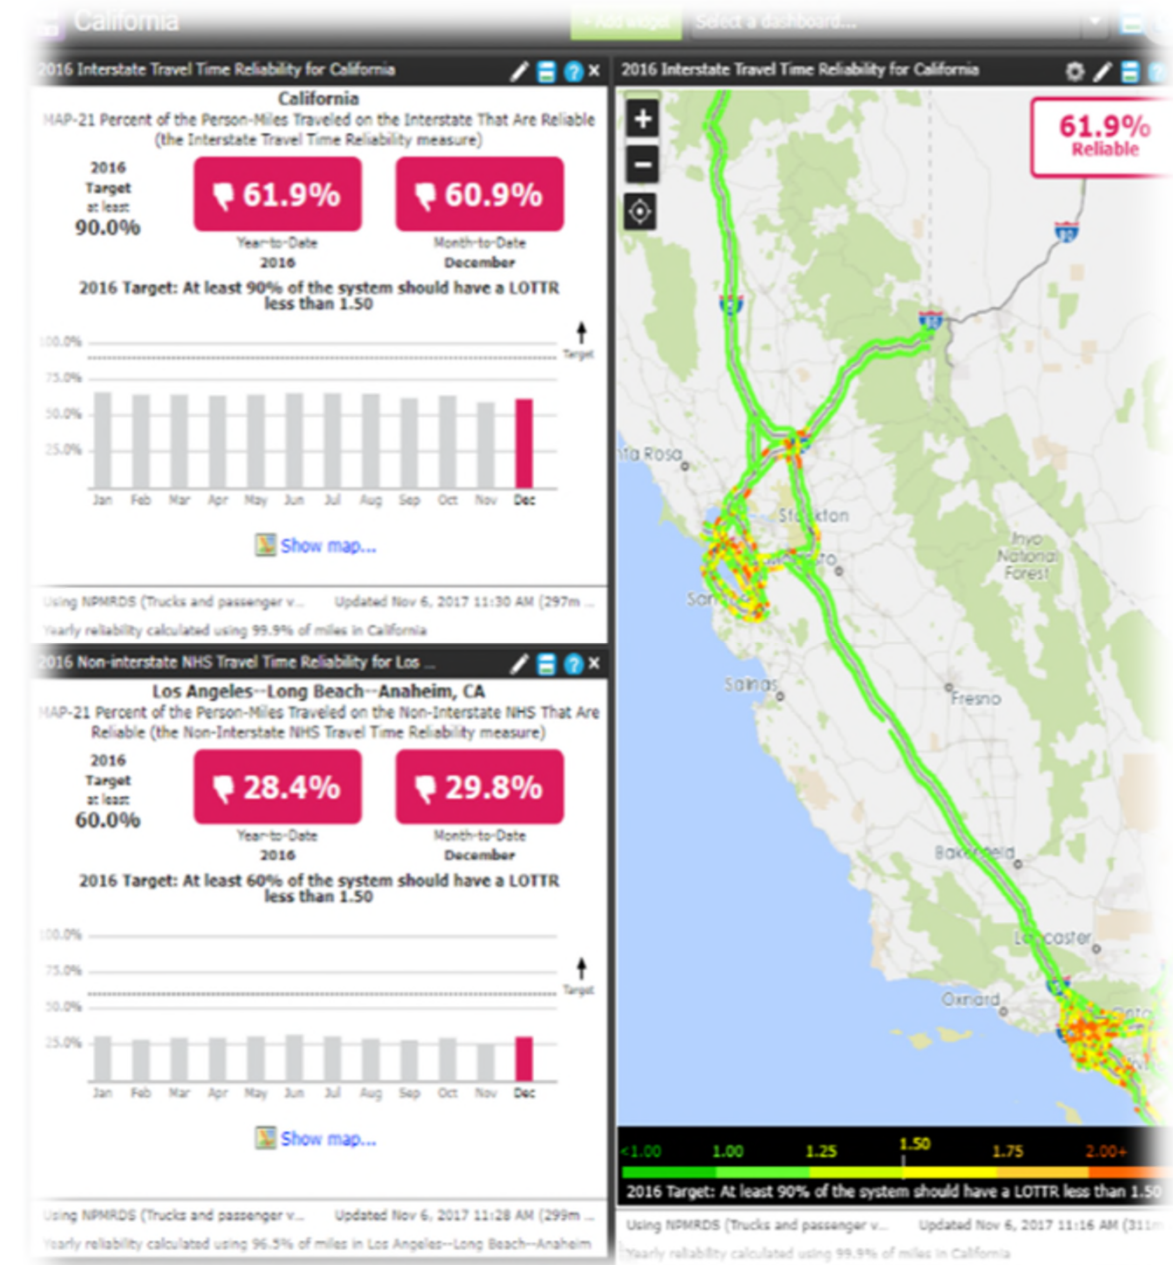 California
+ Add widget
Select a dashboard...
2016 Interstate Travel Time Reliability for California
California
MAP-21 Percent of the Person-Miles Traveled on the Interstate That Are Reliable
(the Interstate Travel Time Reliability measure)
2016
Target
at least
90.0%
61.9%
Year-to-Date
2016
60.9%
Month-to-Date
December
2016 Target: At least 90% of the system should have a LOTTR
less than 1.50
100.0%
75.0%
50.0%
25.0%
Target
Jan Feb Mar Apr May Jun Jul Aug Sep Oct Nov Dec
Show map...
Using NPMRDS (Trucks and passenger v... Updated Nov 6, 2017 11:30 AM (297m ...
Yearly reliability calculated using 99.9% of miles in California
2016 Non-interstate NHS Travel Time Reliability for Los ...
Los Angeles--Long Beach--Anaheim, CA
MAP-21 Percent of the Person-Miles Traveled on the Non-Interstate NHS That Are
Reliable (the Non-Interstate NHS Travel Time Reliability measure)
2016
Target
at least
60.0%
28.4%
Year-to-Date
2016
29.8%
Month-to-Date
December
2016 Target: At least 60% of the system should have a LOTTR
less than 1.50
100.0%
75.0%
50.0%
25.0%
Target
Jan Feb Mar Apr May Jun Jul Aug Sep Oct Nov Dec
Show map...
Using NPMRDS (Trucks and passenger v... Updated Nov 6, 2017 11:28 AM (299m ...
Yearly reliability calculated using 96.5% of miles in Los Angeles--Long Beach--Anaheim
2016 Interstate Travel Time Reliability for California
61.9%
Reliable
80
80
ta Rosa
Stockton
Inyo
National
Forest
Salinas
Fresno
Bakersfield
Lancaster
Oxnard
<1.00 1.00 1.25 1.50 1.75 2.00+
2016 Target: At least 90% of the system should have a LOTTR less than 1.50
Using NPMRDS (Trucks and passenger v... Updated Nov 6, 2017 11:16 AM (311m
Yearly reliability calculated using 99.9% of miles in California